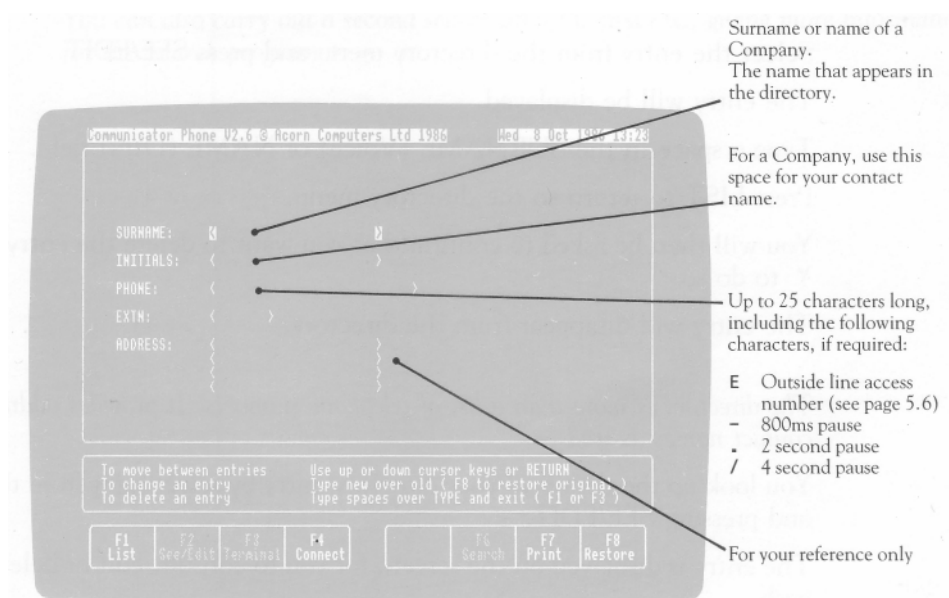 Surname or name of a
Company.
The name that appears in
the directory.
Communicator Phone V2.6 © Acorn Computers Ltd 1986 Wed 8 Oct 1986 13:23
For a Company, use this
space for your contact
name.
SURNAME:
INITIALS:
PHONE:
EXTN:
ADDRESS:
Up to 25 characters long,
including the following
characters, if required:
E Outside line access
number (see page 5.6)
– 800ms pause
. 2 second pause
/ 4 second pause
To move between entries Use up or down cursor keys or RETURN
To change an entry Type new over old ( F8 to restore original )
To delete an entry Type spaces over TYPE and exit ( F1 or F3 )
F1 F2 F3 F4 F6 F7 F8
List See/Edit Terminal Connect Search Print Restore
For your reference only